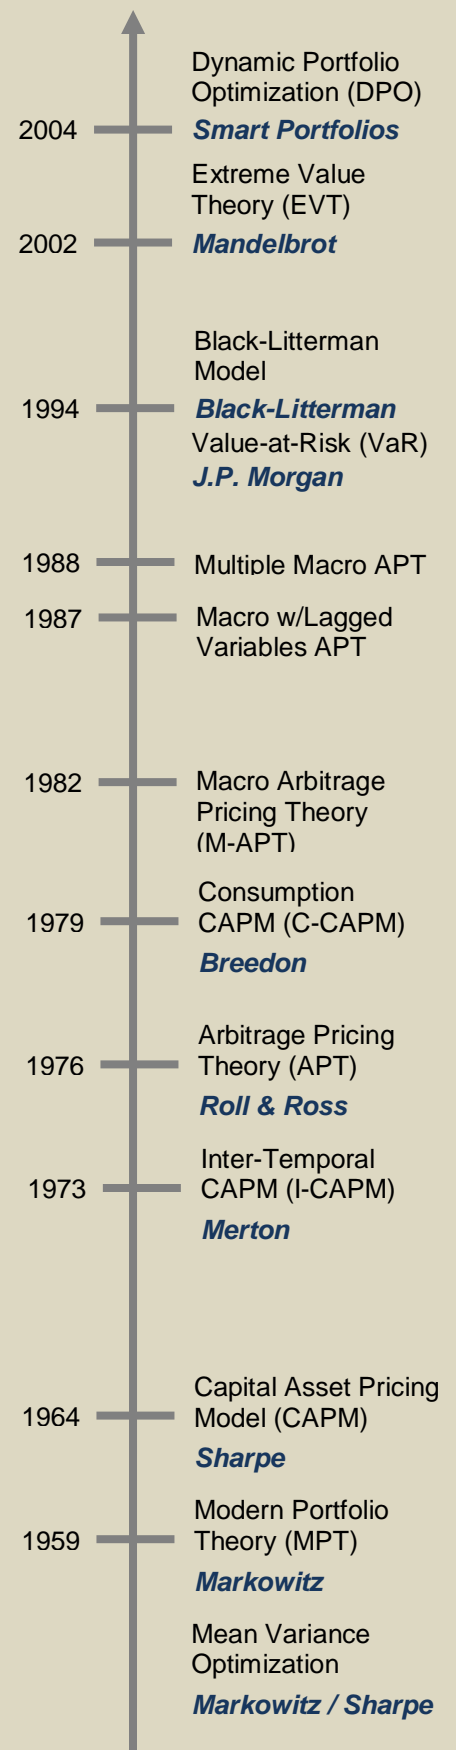 Dynamic Portfolio
Optimization (DPO)
2004
Smart Portfolios
Extreme Value
Theory (EVT)
2002
Mandelbrot
Black-Litterman
Model
1994
Black-Litterman
Value-at-Risk (VaR)
J.P. Morgan
1988
Multiple Macro APT
1987
Macro w/Lagged
Variables APT
1982
Macro Arbitrage
Pricing Theory
(M-APT)
Consumption
1979
CAPM (C-CAPM)
Breedon
Arbitrage Pricing
1976
Theory (APT)
Roll & Ross
Inter-Temporal
1973
CAPM (I-CAPM)
Merton
Capital Asset Pricing
1964
Model (CAPM)
Sharpe
Modern Portfolio
1959
Theory (MPT)
Markowitz
Mean Variance
Optimization
Markowitz / Sharpe